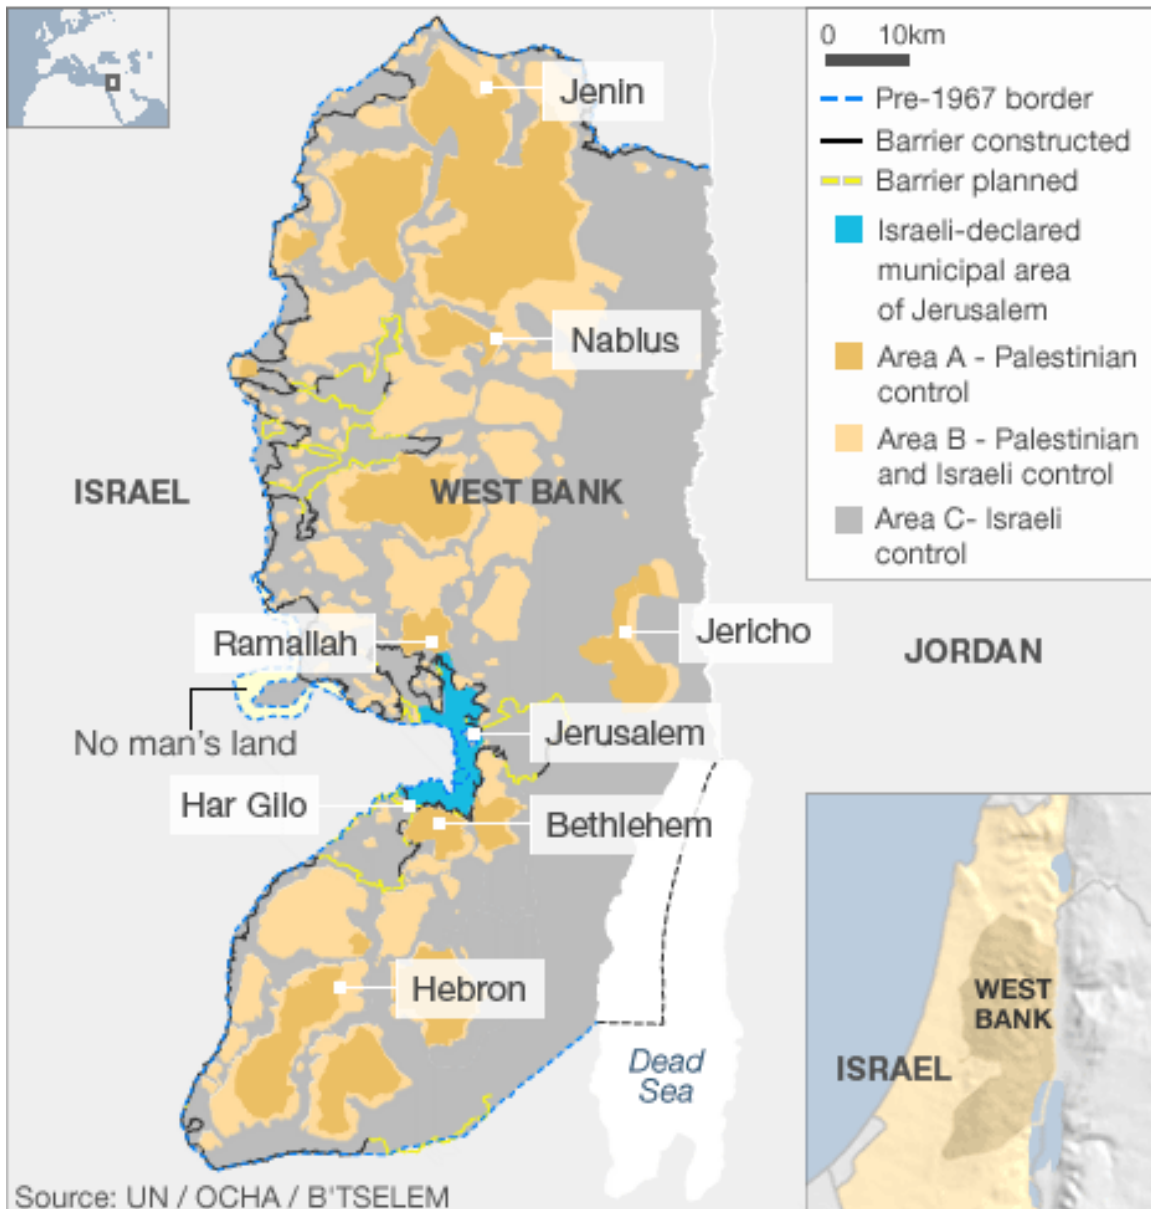 0 10km
Pre-1967 border
Barrier constructed
Barrier planned
Israeli-declared
municipal area
of Jerusalem
Area A - Palestinian
control
Area B - Palestinian
and Israeli control
Area C- Israeli
control
Jenin
Nablus
ISRAEL
WEST BANK
Ramallah
Jericho
JORDAN
No man's land
Jerusalem
Har Gilo
Bethlehem
Hebron
Dead
Sea
WEST
BANK
ISRAEL
Source: UN / OCHA / B'TSELEM